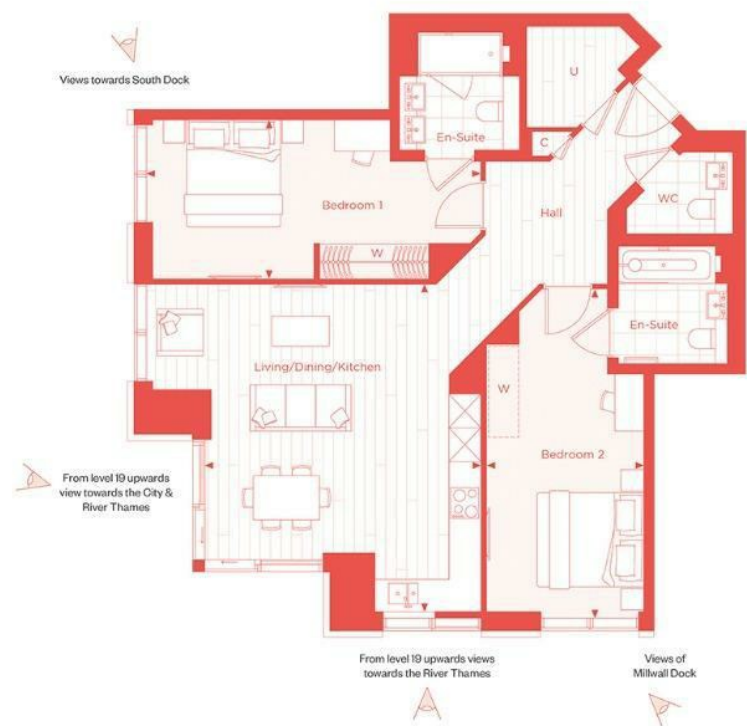 Views towards South Dock
U
En-Suite
C
Bedroom 1
WC
Hall
W
En-Suite
Living/Dining/Kitchen
W
Bedroom 2
From level 19 upwards
view towards the City &
River Thames
From level 19 upwards views
towards the River Thames
Views of
Millwall Dock